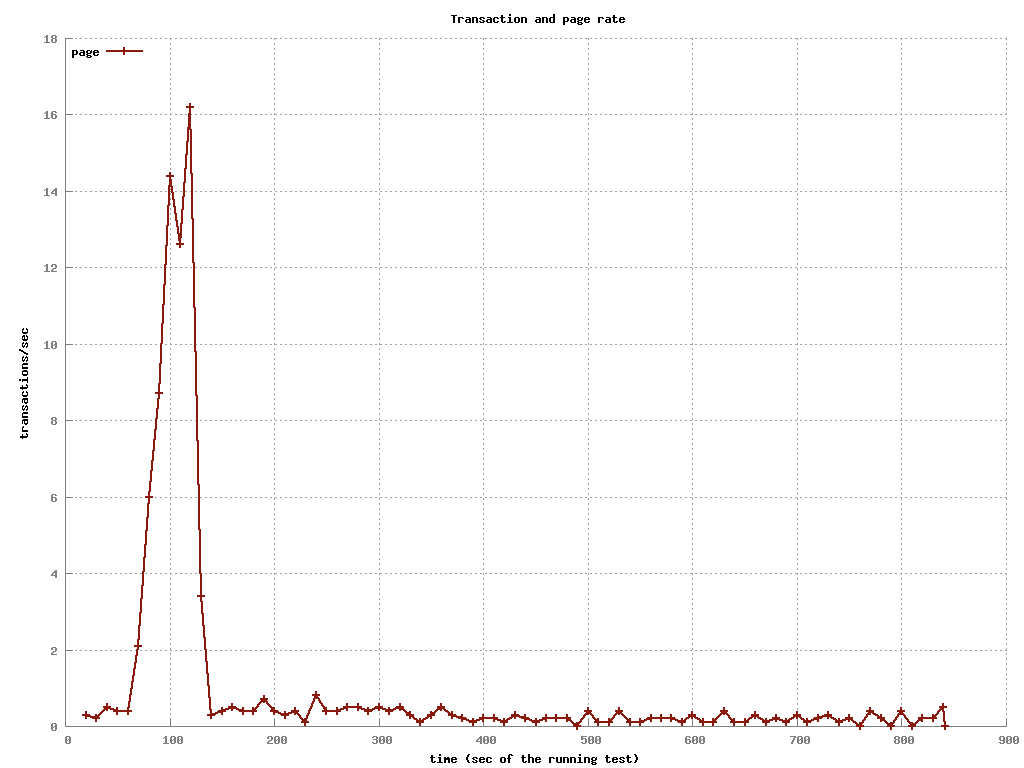 Transaction and page rate
page
18
16
14
12
10
8
6
4
2
0
transactions/sec
0 100 200 300 400 500 600 700 800 900
time (sec of the running test)